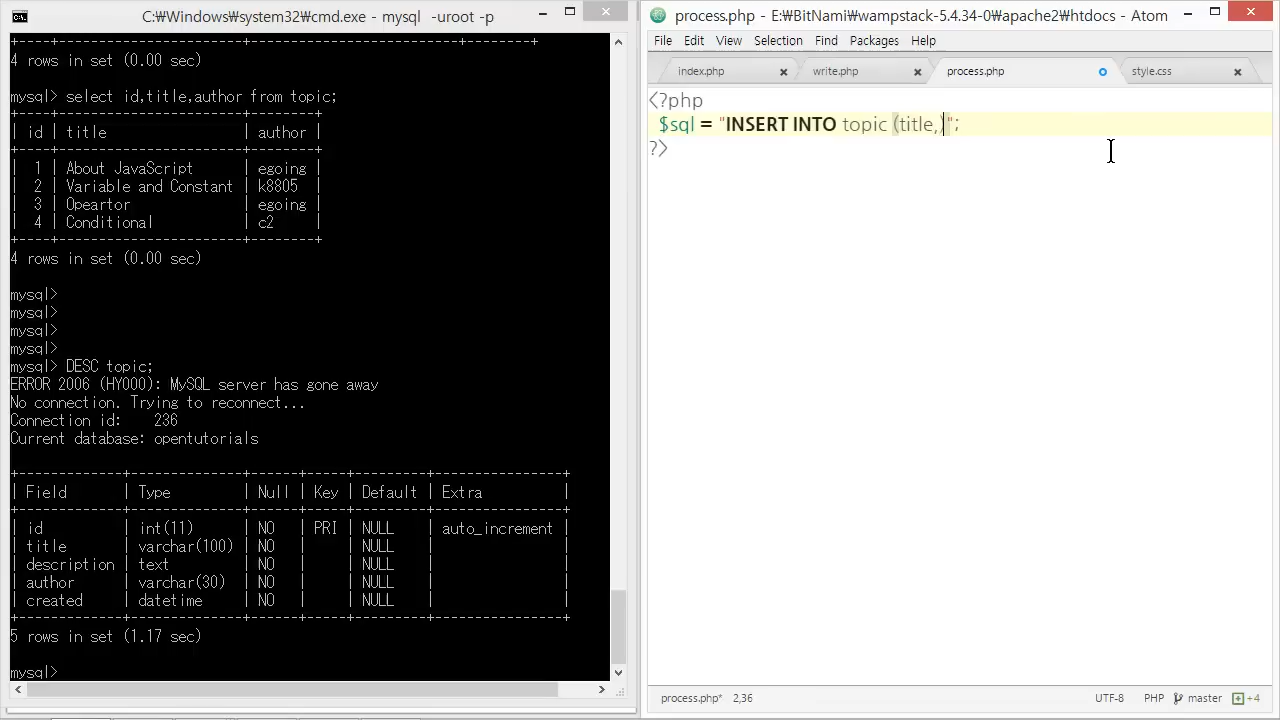 C:₩Windows₩system32₩cmd.exe - mysql  -uroot -p
+----+-----------------------+---------------------------+--------+
4 rows in set (0.00 sec)
mysql> select id,title,author from topic;
+----+-----------------------+--------+
| id | title                 | author |
+----+-----------------------+--------+
|  1 | About JavaScript      | egoing |
|  2 | Variable and Constant | k8805  |
|  3 | Opeartor              | egoing |
|  4 | Conditional           | c2     |
+----+-----------------------+--------+
4 rows in set (0.00 sec)
mysql>
mysql>
mysql>
mysql>
mysql> DESC topic;
ERROR 2006 (HY000): MySQL server has gone away
No connection. Trying to reconnect...
Connection id:    236
Current database: opentutorials
+-------------+--------------+------+-----+---------+----------------+
| Field       | Type         | Null | Key | Default | Extra          |
+-------------+--------------+------+-----+---------+----------------+
| id          | int(11)      | NO   | PRI | NULL    | auto_increment |
| title       | varchar(100) | NO   |     | NULL    |                |
| description | text         | NO   |     | NULL    |                |
| author      | varchar(30)  | NO   |     | NULL    |                |
| created     | datetime     | NO   |     | NULL    |                |
+-------------+--------------+------+-----+---------+----------------+
5 rows in set (1.17 sec)
mysql>
process.php - E:₩BitNami₩wampstack-5.4.34-0₩apache2₩htdocs - Atom
File Edit View Selection Find Packages Help
index.php write.php process.php style.css
<?php
$sql = "INSERT INTO topic (title,)";
?>
process.php* 2,36 UTF-8 PHP master +4